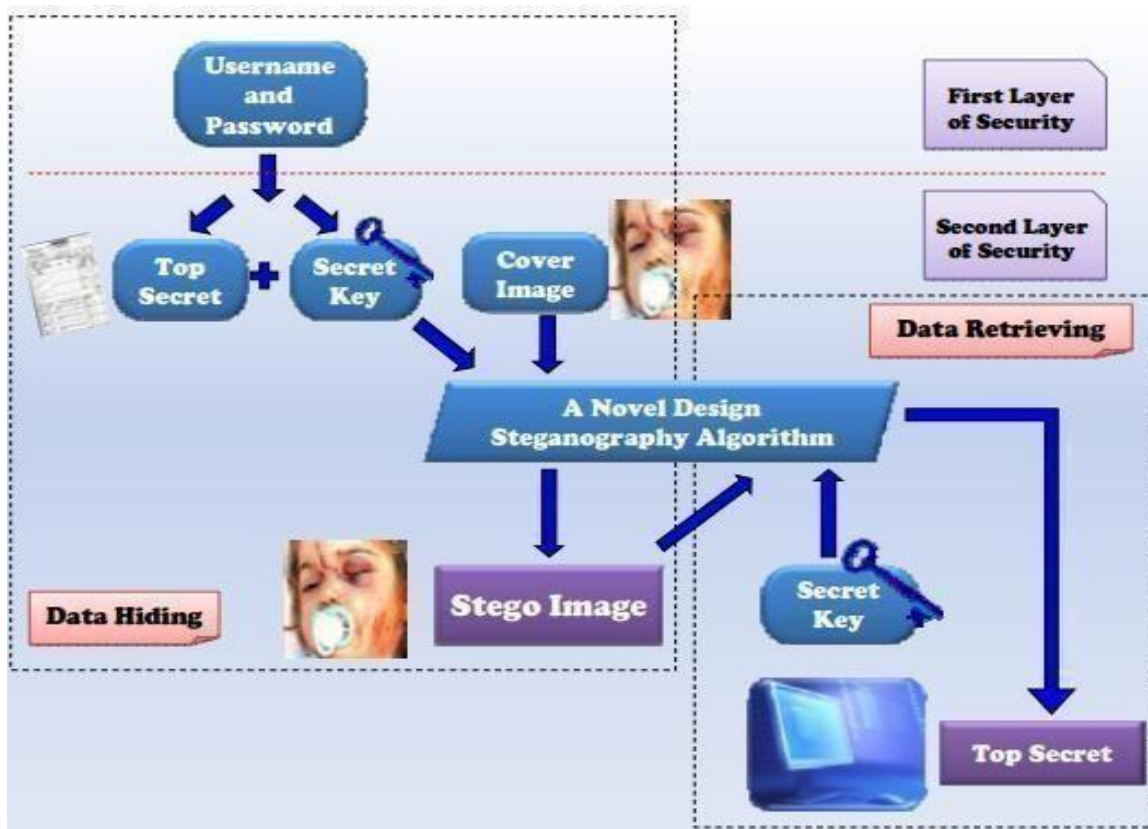 Username
and
Password
First Layer
of Security
Second Layer
of Security
Top
Secret
Secret
Key
Cover
Image
Data Retrieving
A Novel Design
Steganography Algorithm
Data Hiding
Stego Image
Secret
Key
Top Secret